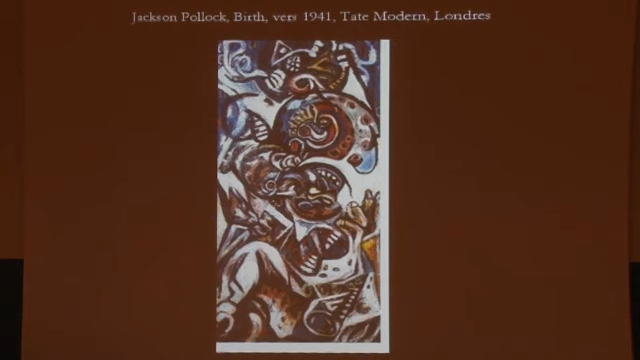 Jackson Pollock, Birth, vers 1941, Tate Modern, Londres